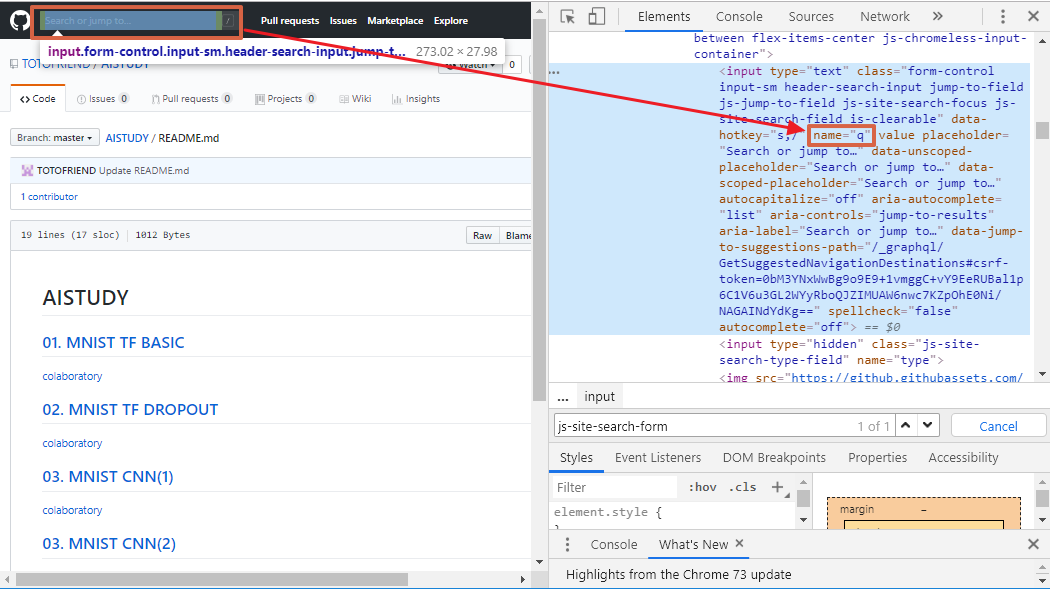 Search or jump to…
/
Pull requests Issues Marketplace Explore
input.form-control.input-sm.header-search-input.jump-t... 273.02 × 27.98
TOTOFRIEND / AISTUDY
Watch 0
Code Issues 0 Pull requests 0 Projects 0 Wiki Insights
Branch: master AISTUDY / README.md
TOTOFRIEND Update README.md
1 contributor
19 lines (17 sloc) 1012 Bytes
Raw Blame
AISTUDY
01. MNIST TF BASIC
colaboratory
02. MNIST TF DROPOUT
colaboratory
03. MNIST CNN(1)
colaboratory
03. MNIST CNN(2)
Elements Console Sources Network »
between flex-items-center js-chromeless-input-
container">
...
<input type="text" class="form-control
input-sm header-search-input jump-to-field
js-jump-to-field js-site-search-focus js-
site-search-field is-clearable" data-
hotkey="s,/" name="q" value placeholder=
"Search or jump to…" data-unscoped-
placeholder="Search or jump to…" data-
scoped-placeholder="Search or jump to…"
autocapitalize="off" aria-autocomplete=
"list" aria-controls="jump-to-results"
aria-label="Search or jump to…" data-jump-
to-suggestions-path="/_graphql/
GetSuggestedNavigationDestinations#csrf-
token=0bM3YNxWwBg9o9E9+1vmggC+vY9EeRUBal1p
6C1V6u3GL2WYyRboQJZIMUAW6nwc7KZpOhE0Ni/
NAGAINdYdKg==" spellcheck="false"
autocomplete="off"> == $0
<input type="hidden" class="js-site-
search-type-field" name="type">
<img src="https://github.githubassets.com/
... input
js-site-search-form 1 of 1 Cancel
Styles Event Listeners DOM Breakpoints Properties Accessibility
Filter :hov .cls +
element.style {
}
margin –
Console What's New ✕
Highlights from the Chrome 73 update